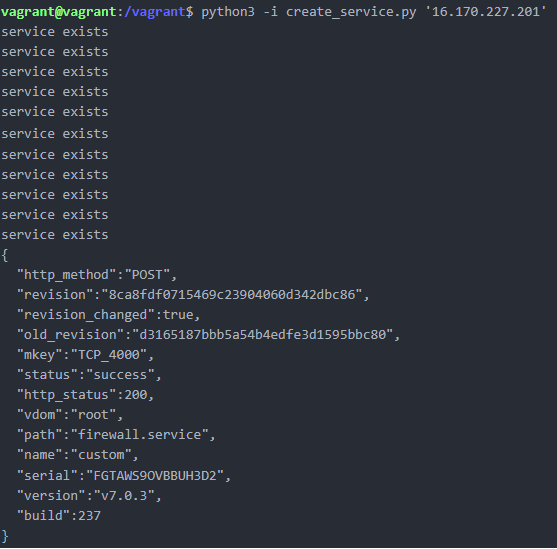 vagrant@vagrant:/vagrant$ python3 -i create_service.py '16.170.227.201'
service exists
service exists
service exists
service exists
service exists
service exists
service exists
service exists
service exists
service exists
service exists
{
  "http_method":"POST",
  "revision":"8ca8fdf0715469c23904060d342dbc86",
  "revision_changed":true,
  "old_revision":"d3165187bbb5a54b4edfe3d1595bbc80",
  "mkey":"TCP_4000",
  "status":"success",
  "http_status":200,
  "vdom":"root",
  "path":"firewall.service",
  "name":"custom",
  "serial":"FGTAWS9OVBBUH3D2",
  "version":"v7.0.3",
  "build":237
}